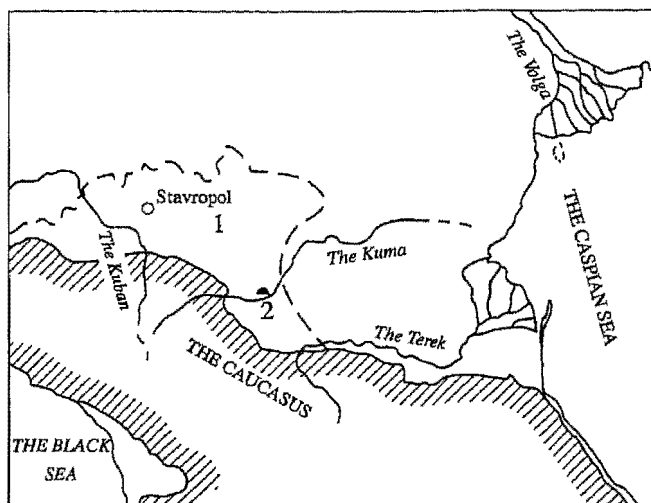 The Volga
Stavropol
1
The Kuban
The Kuma
THE CASPIAN SEA
2
The Terek
THE CAUCASUS
THE BLACK
SEA